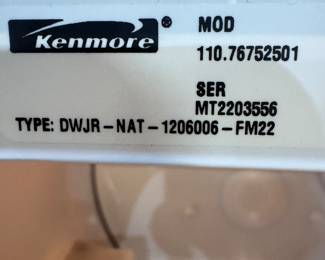 Kenmore®
MOD
110.76752501
SER
MT2203556
TYPE: DWJR-NAT-1206006-FM22